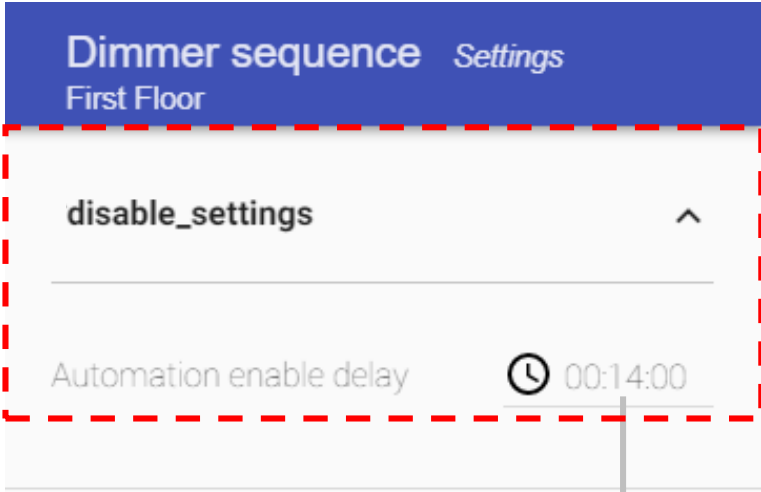 Dimmer sequence Settings
First Floor
disable_settings
Automation enable delay 00:14:00